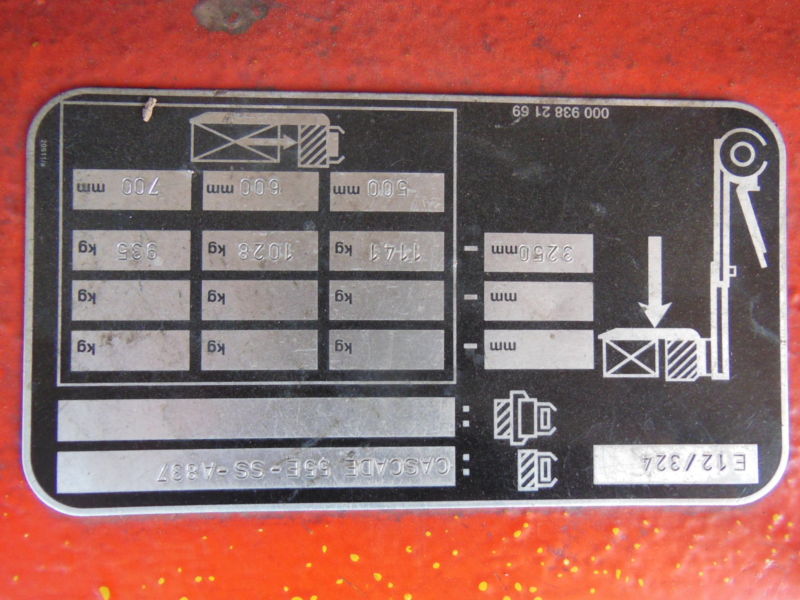 E12/324 : CASCADE 55E-SS-A837
:
mm - kg kg kg
mm - kg kg kg
3250 mm - 1141 kg 1028 kg 935 kg
500 mm 600 mm 700 mm
000 938 21 69